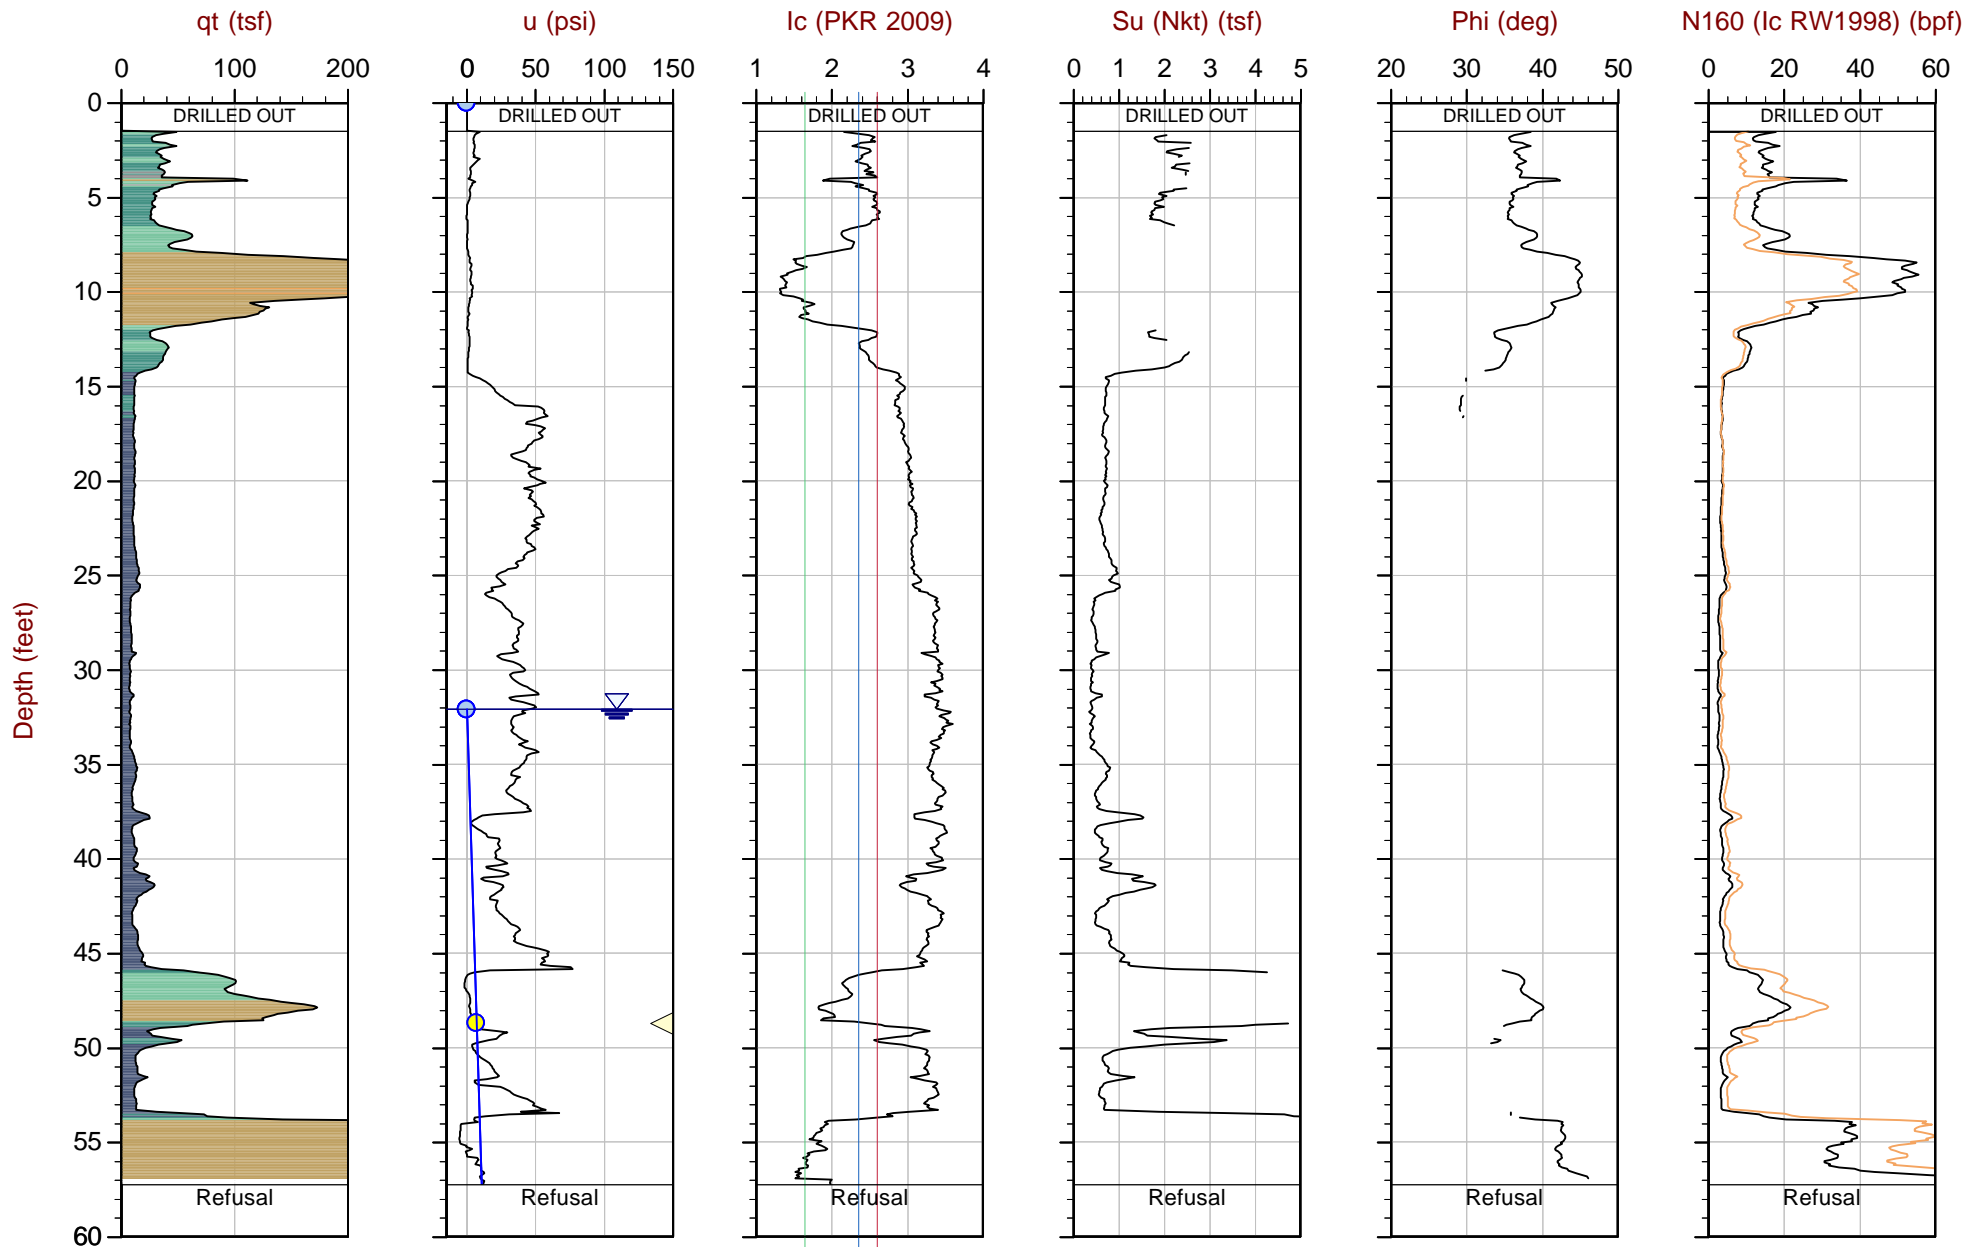 qt (tsf) u (psi) Ic (PKR 2009) Su (Nkt) (tsf) Phi (deg) N160 (Ic RW1998) (bpf)
0 100 200 0 50 100 150 1 2 3 4 0 1 2 3 4 5 20 30 40 50 0 20 40 60
0
DRILLED OUT DRILLED OUT DRILLED OUT DRILLED OUT DRILLED OUT DRILLED OUT
5
10
15
20
25
30
35
40
45
50
55
Refusal Refusal Refusal Refusal Refusal
60
Depth (feet)